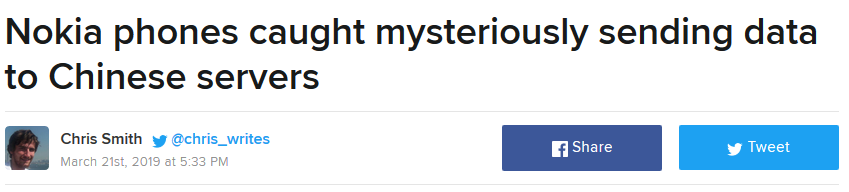 Nokia phones caught mysteriously sending data
to Chinese servers
Chris Smith @chris_writes
March 21st, 2019 at 5:33 PM
Share
Tweet